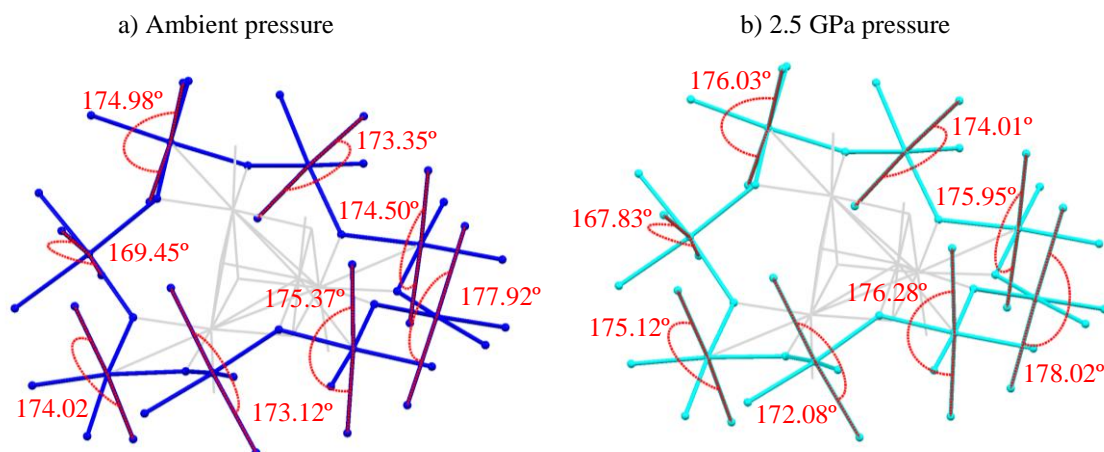 a) Ambient pressure
174.98º
173.35º
174.50º
169.45º
175.37º
177.92º
174.02
173.12º
b) 2.5 GPa pressure
176.03º
174.01º
175.95º
167.83º
176.28º
175.12º
178.02º
172.08º